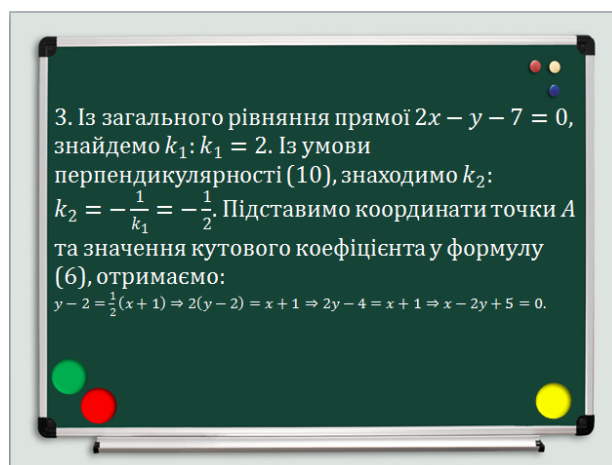 3. Із загального рівняння прямої 2x − y − 7 = 0,
знайдемо k₁: k₁ = 2. Із умови
перпендикулярності (10), знаходимо k₂:
k₂ = −1/k₁ = −1/2. Підставимо координати точки A
та значення кутового коефіцієнта у формулу
(6), отримаємо:
y − 2 = 1/2(x + 1) ⇒ 2(y − 2) = x + 1 ⇒ 2y − 4 = x + 1 ⇒ x − 2y + 5 = 0.